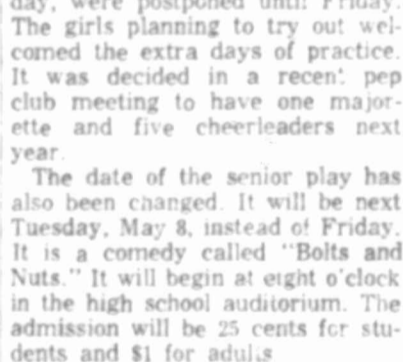 day, were postponed until Friday.
The girls planning to try out wel-
comed the extra days of practice.
It was decided in a recent pep
club meeting to have one major-
ette and five cheerleaders next
year.
The date of the senior play has
also been changed. It will be next
Tuesday, May 8, instead of Friday.
It is a comedy called "Bolts and
Nuts." It will begin at eight o'clock
in the high school auditorium. The
admission will be 25 cents for stu-
dents and $1 for adults